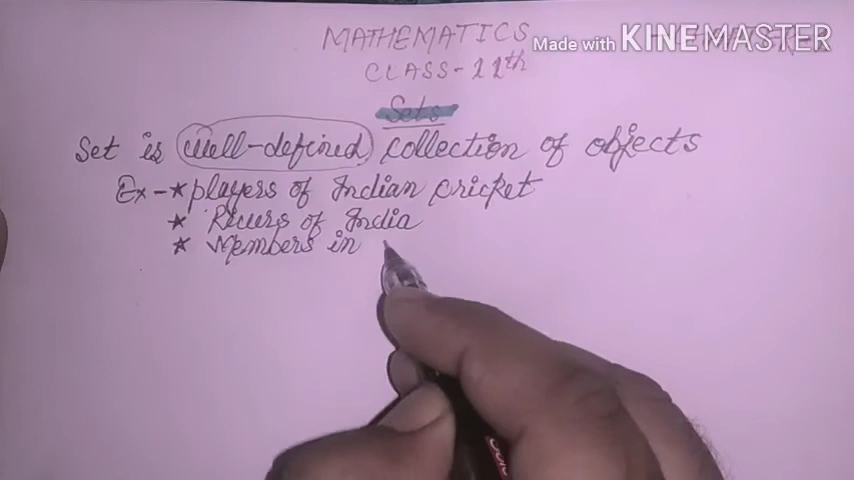 MATHEMATICS
Made with KINEMASTER
CLASS-11th
Sets
Set is well-defined collection of objects
Ex-* players of Indian cricket
* Rivers of India
* Members in